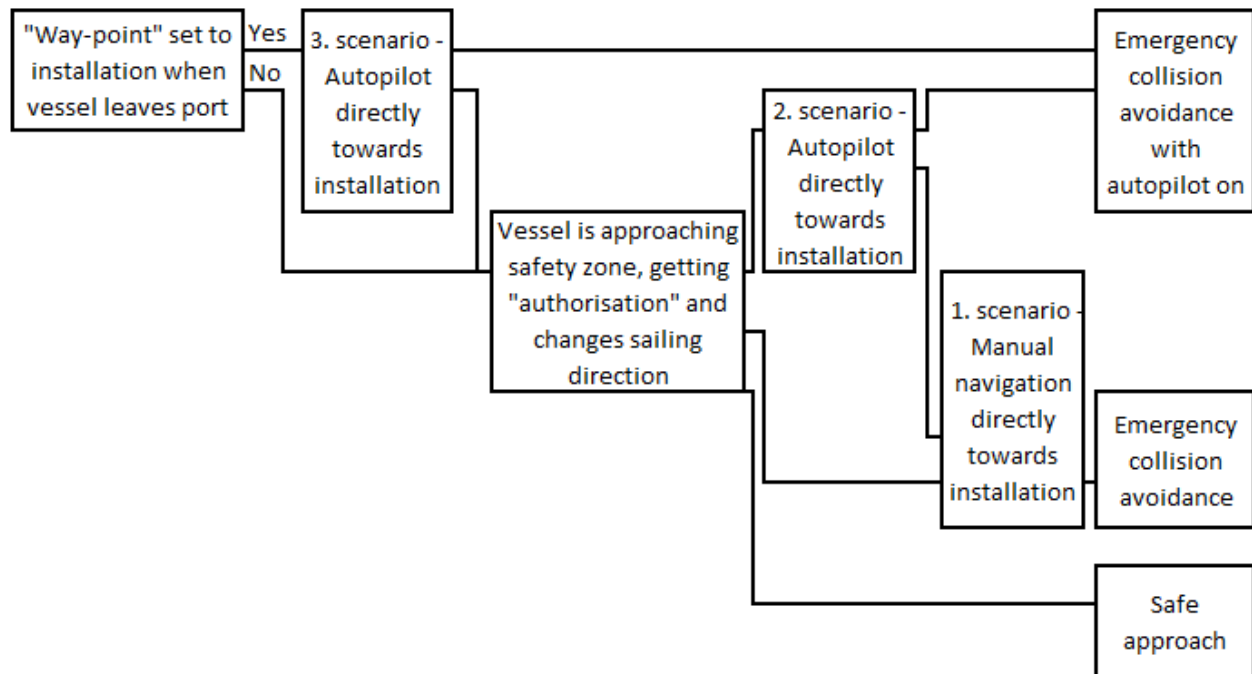 "Way-point" set to
installation when
vessel leaves port
Yes
No
3. scenario -
Autopilot
directly
towards
installation
Vessel is approaching
safety zone, getting
"authorisation" and
changes sailing
direction
2. scenario -
Autopilot
directly
towards
installation
1. scenario -
Manual
navigation
directly
towards
installation
Emergency
collision
avoidance
with
autopilot on
Emergency
collision
avoidance
Safe
approach